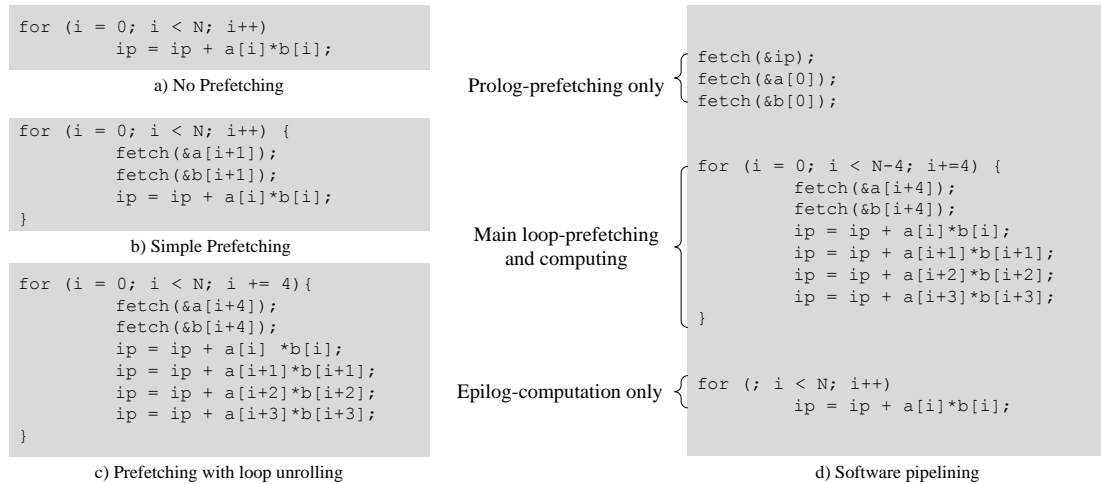 for (i = 0; i < N; i++)
ip = ip + a[i]*b[i];
a) No Prefetching
for (i = 0; i < N; i++) {
fetch(&a[i+1]);
fetch(&b[i+1]);
ip = ip + a[i]*b[i];
}
b) Simple Prefetching
for (i = 0; i < N; i += 4){
fetch(&a[i+4]);
fetch(&b[i+4]);
ip = ip + a[i] *b[i];
ip = ip + a[i+1]*b[i+1];
ip = ip + a[i+2]*b[i+2];
ip = ip + a[i+3]*b[i+3];
}
c) Prefetching with loop unrolling
Prolog-prefetching only
fetch(&ip);
fetch(&a[0]);
fetch(&b[0]);
Main loop-prefetching
and computing
for (i = 0; i < N-4; i+=4) {
fetch(&a[i+4]);
fetch(&b[i+4]);
ip = ip + a[i]*b[i];
ip = ip + a[i+1]*b[i+1];
ip = ip + a[i+2]*b[i+2];
ip = ip + a[i+3]*b[i+3];
}
Epilog-computation only
for (; i < N; i++)
ip = ip + a[i]*b[i];
d) Software pipelining